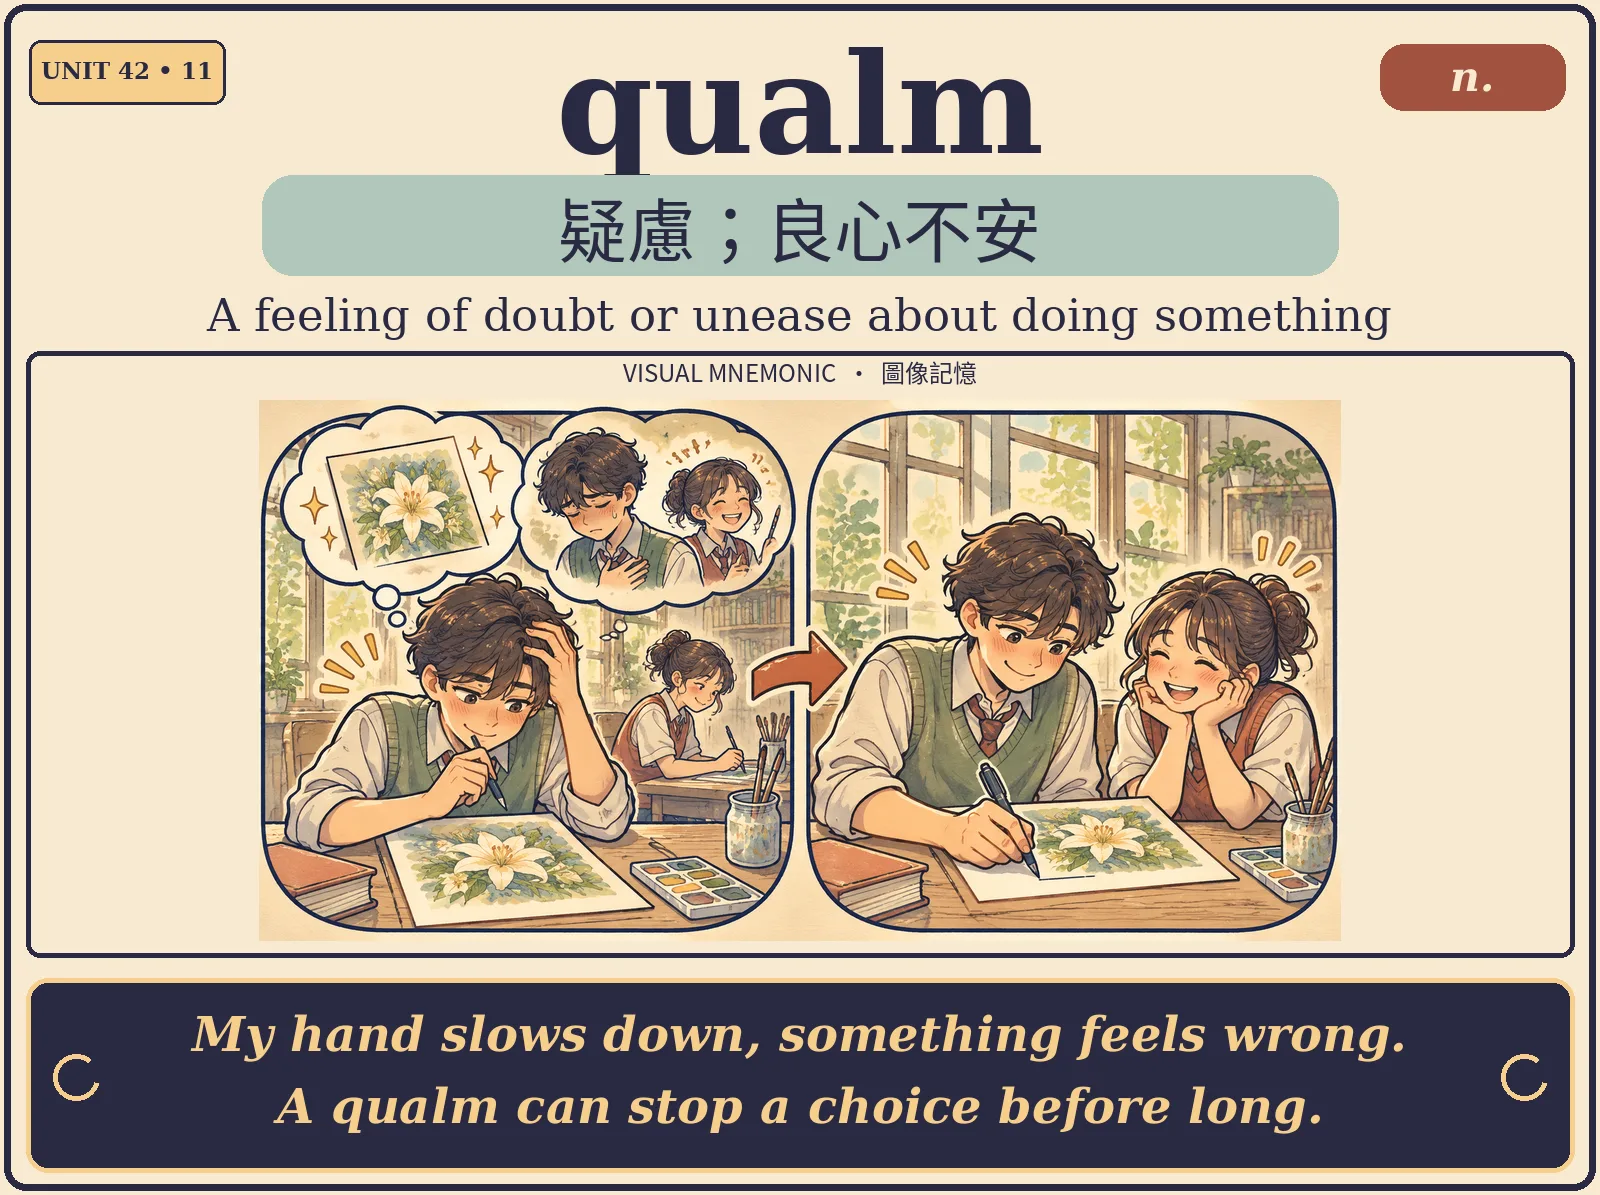 UNIT 42 • 11
qualm
n.
疑慮；良心不安
A feeling of doubt or unease about doing something
VISUAL MNEMONIC • 圖像記憶
My hand slows down, something feels wrong.
A qualm can stop a choice before long.